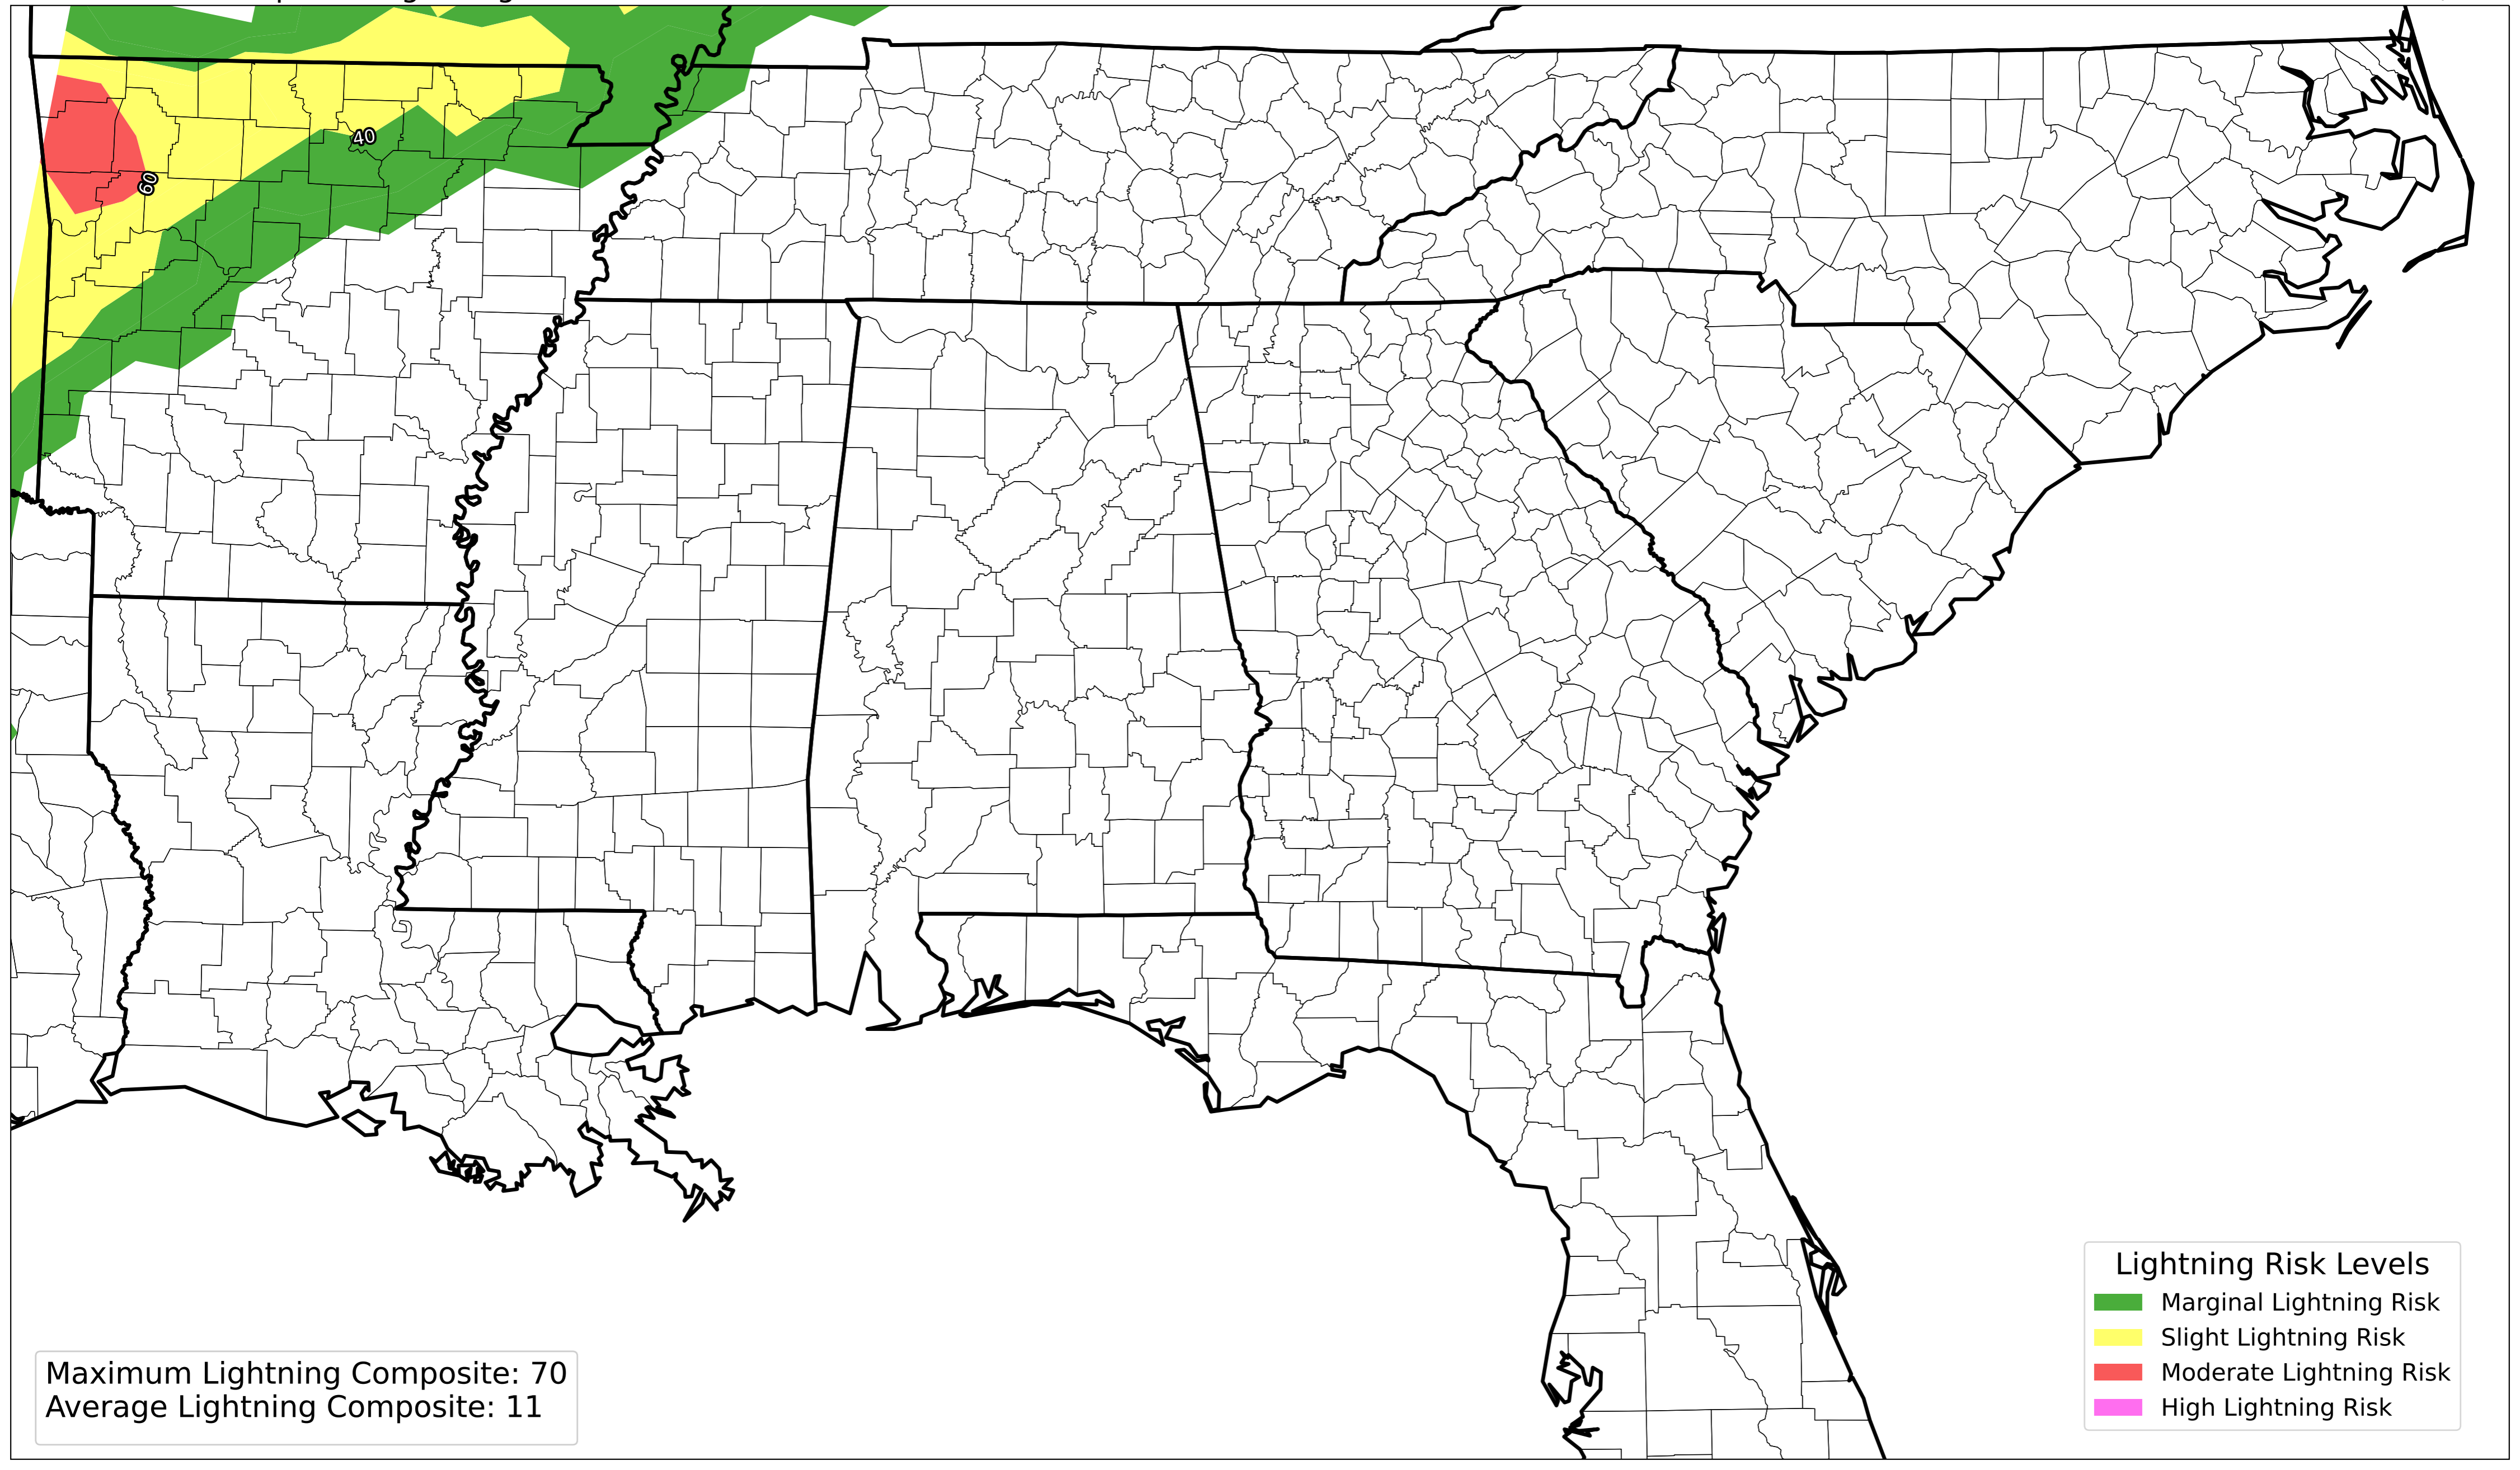 40
60
Lightning Risk Levels
Marginal Lightning Risk
Slight Lightning Risk
Moderate Lightning Risk
High Lightning Risk
Maximum Lightning Composite: 70
Average Lightning Composite: 11